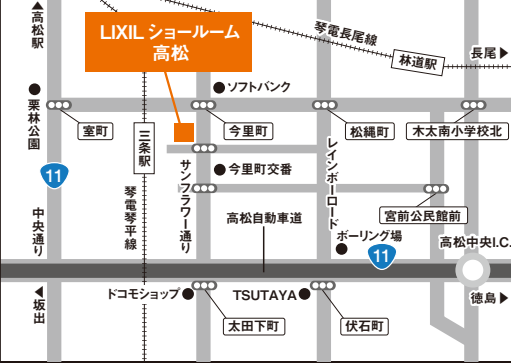 ▲高松駅
LIXIL ショールーム
高松
琴電長尾線
林道駅
長尾▶
ソフトバンク
栗林公園
室町
三条駅
今里町
松縄町
木太南小学校北
11
サンフラワー通り
今里町交番
レインボーロード
中央通り
琴電琴平線
高松自動車道
宮前公民館前
ボーリング場
11
高松中央I.C.
▲坂出
ドコモショップ
TSUTAYA
徳島▶
太田下町
伏石町